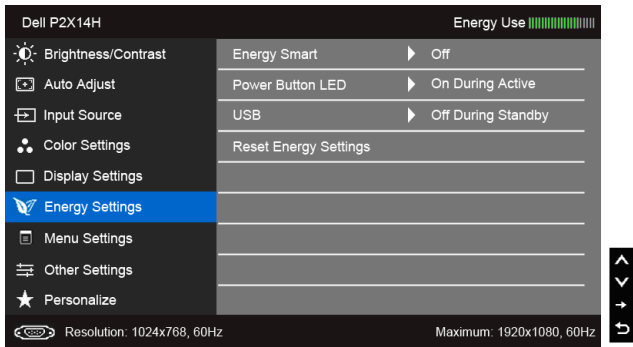 Dell P2X14H Energy Use
Brightness/Contrast Energy Smart Off
Auto Adjust Power Button LED On During Active
Input Source USB Off During Standby
Color Settings Reset Energy Settings
Display Settings
Energy Settings
Menu Settings
Other Settings
Personalize
Resolution: 1024x768, 60Hz Maximum: 1920x1080, 60Hz